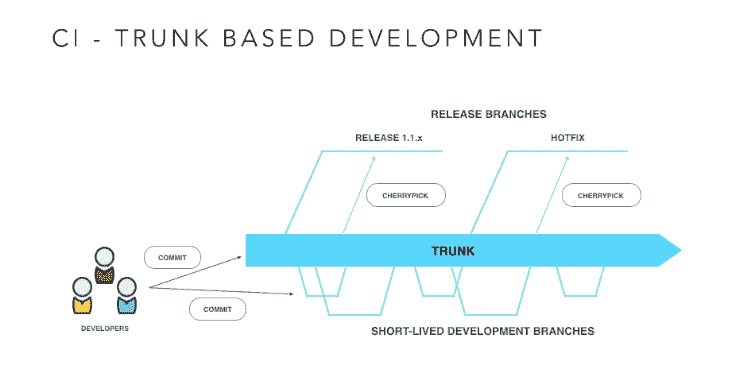 CI - TRUNK BASED DEVELOPMENT
RELEASE BRANCHES
RELEASE 1.1.x
HOTFIX
CHERRYPICK
CHERRYPICK
TRUNK
COMMIT
COMMIT
DEVELOPERS
SHORT-LIVED DEVELOPMENT BRANCHES